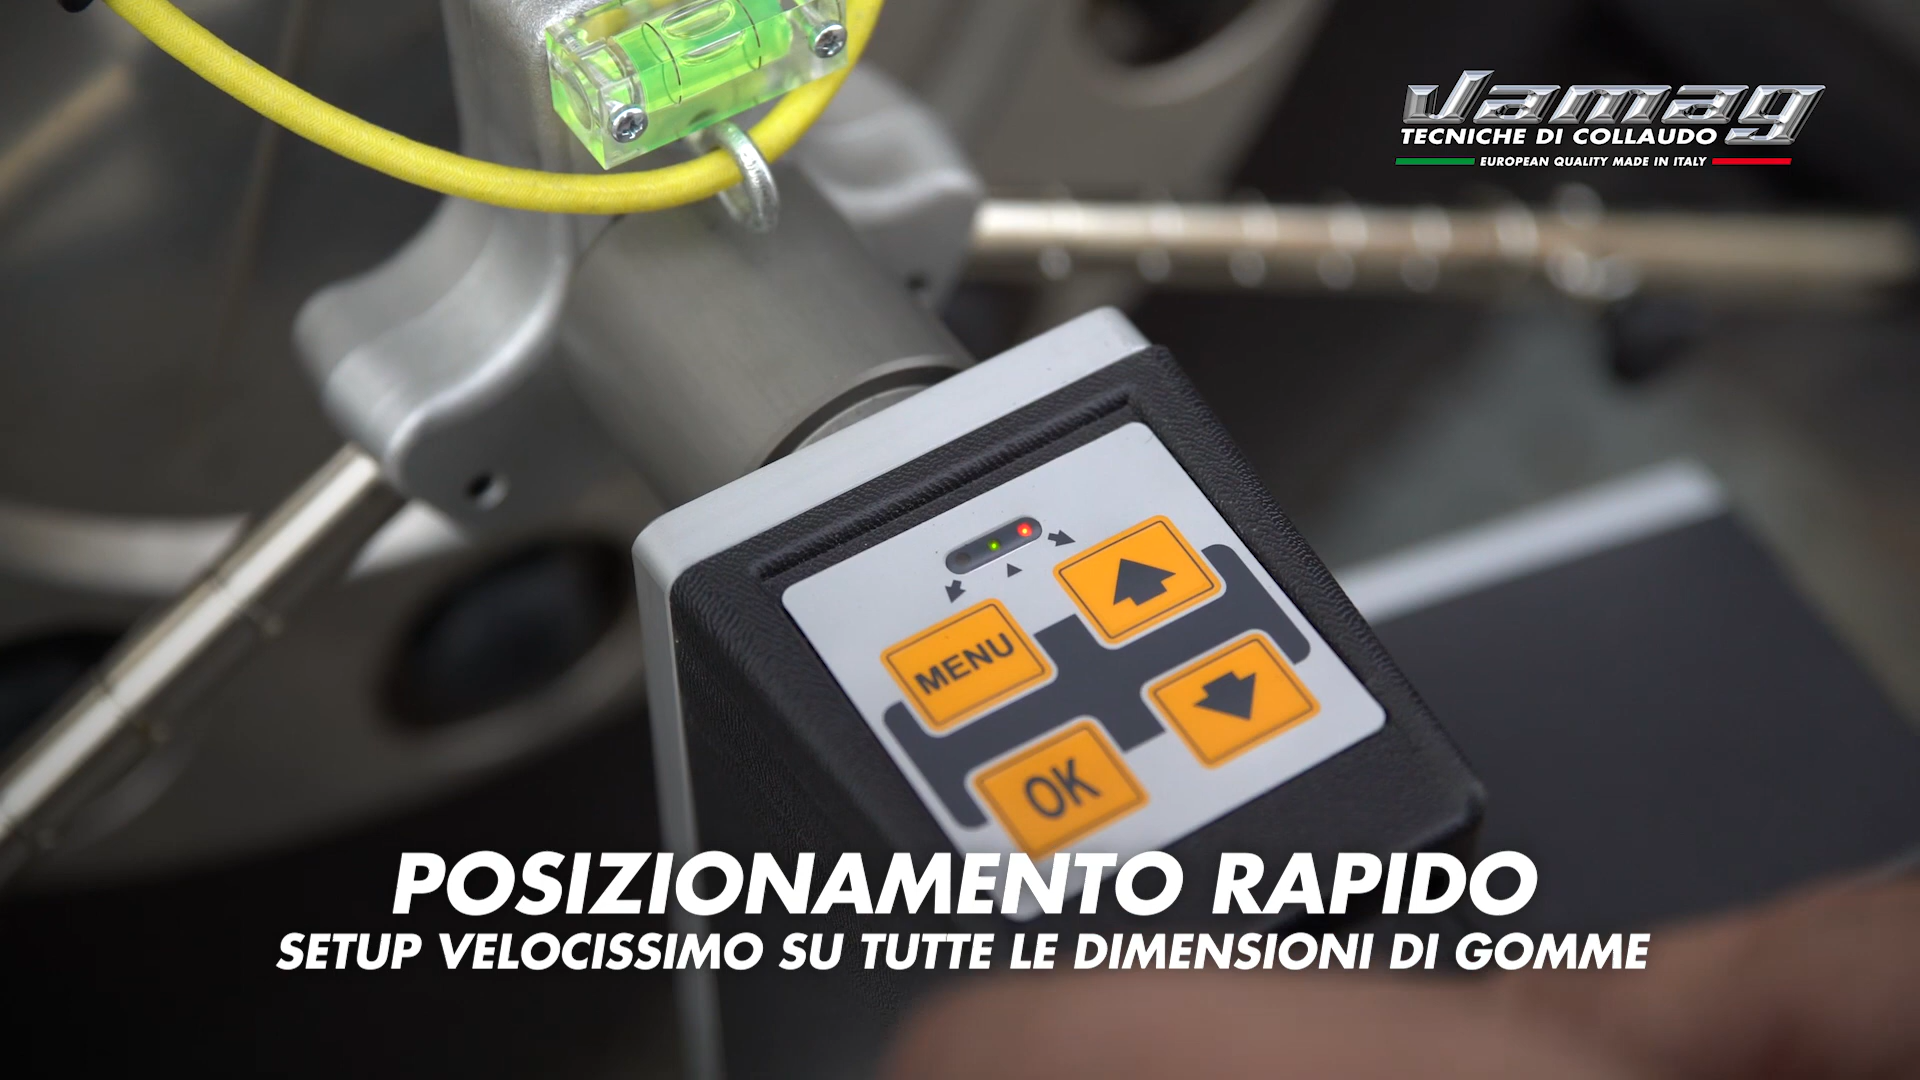 Jamag
TECNICHE DI COLLAUDO
EUROPEAN QUALITY MADE IN ITALY
MENU
OK
POSIZIONAMENTO RAPIDO
SETUP VELOCISSIMO SU TUTTE LE DIMENSIONI DI GOMME